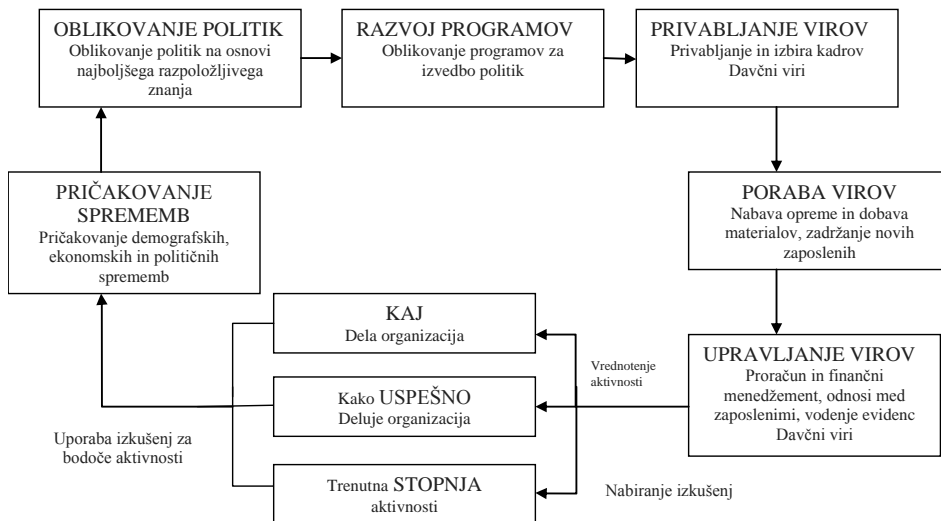 OBLIKOVANJE POLITIK
Oblikovanje politik na osnovi
najboljšega razpoložljivega
znanja
RAZVOJ PROGRAMOV
Oblikovanje programov za
izvedbo politik
PRIVABLJANJE VIROV
Privabljanje in izbira kadrov
Davčni viri
PRIČAKOVANJE
SPREMEMB
Pričakovanje demografskih,
ekonomskih in političnih
sprememb
PORABA VIROV
Nabava opreme in dobava
materialov, zadržanje novih
zaposlenih
KAJ
Dela organizacija
Kako USPEŠNO
Deluje organizacija
Trenutna STOPNJA
aktivnosti
Vrednotenje
aktivnosti
UPRAVLJANJE VIROV
Proračun in finančni
menedžement, odnosi med
zaposlenimi, vodenje evidenc
Davčni viri
Uporaba izkušenj za
bodoče aktivnosti
Nabiranje izkušenj